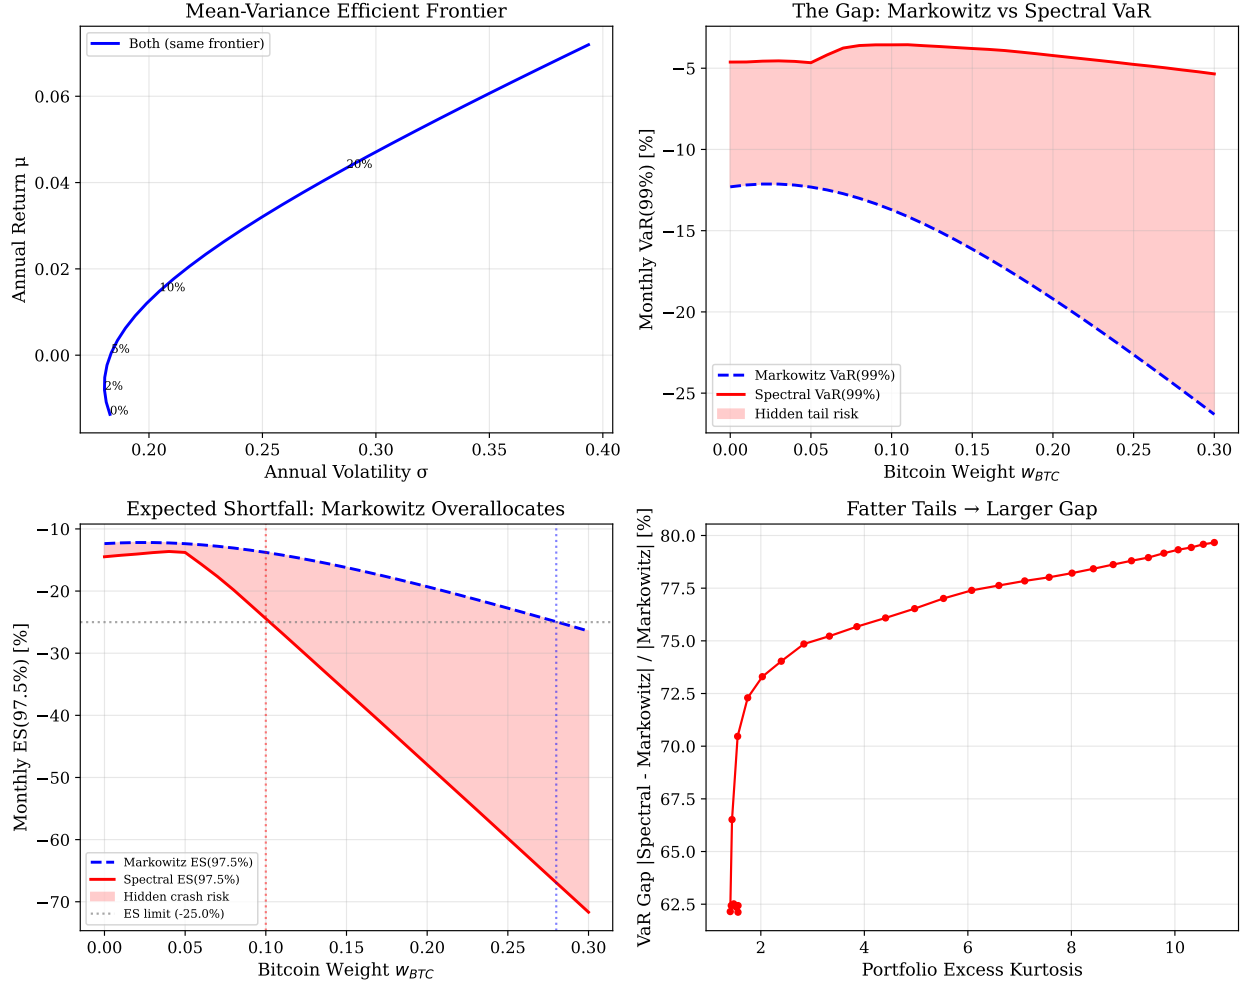 Mean-Variance Efficient Frontier
Both (same frontier)
Annual Return μ
0.06
0.04
0.02
0.00
20%
10%
5%
2%
0%
0.20
0.25
0.30
0.35
0.40
Annual Volatility σ
The Gap: Markowitz vs Spectral VaR
Monthly VaR(99%) [%]
−5
−10
−15
−20
−25
Markowitz VaR(99%)
Spectral VaR(99%)
Hidden tail risk
0.00
0.05
0.10
0.15
0.20
0.25
0.30
Bitcoin Weight w_BTC
Expected Shortfall: Markowitz Overallocates
Monthly ES(97.5%) [%]
−10
−20
−30
−40
−50
−60
−70
Markowitz ES(97.5%)
Spectral ES(97.5%)
Hidden crash risk
ES limit (-25.0%)
0.00
0.05
0.10
0.15
0.20
0.25
0.30
Bitcoin Weight w_BTC
Fatter Tails → Larger Gap
VaR Gap |Spectral - Markowitz| / |Markowitz| [%]
80.0
77.5
75.0
72.5
70.0
67.5
65.0
62.5
2
4
6
8
10
Portfolio Excess Kurtosis